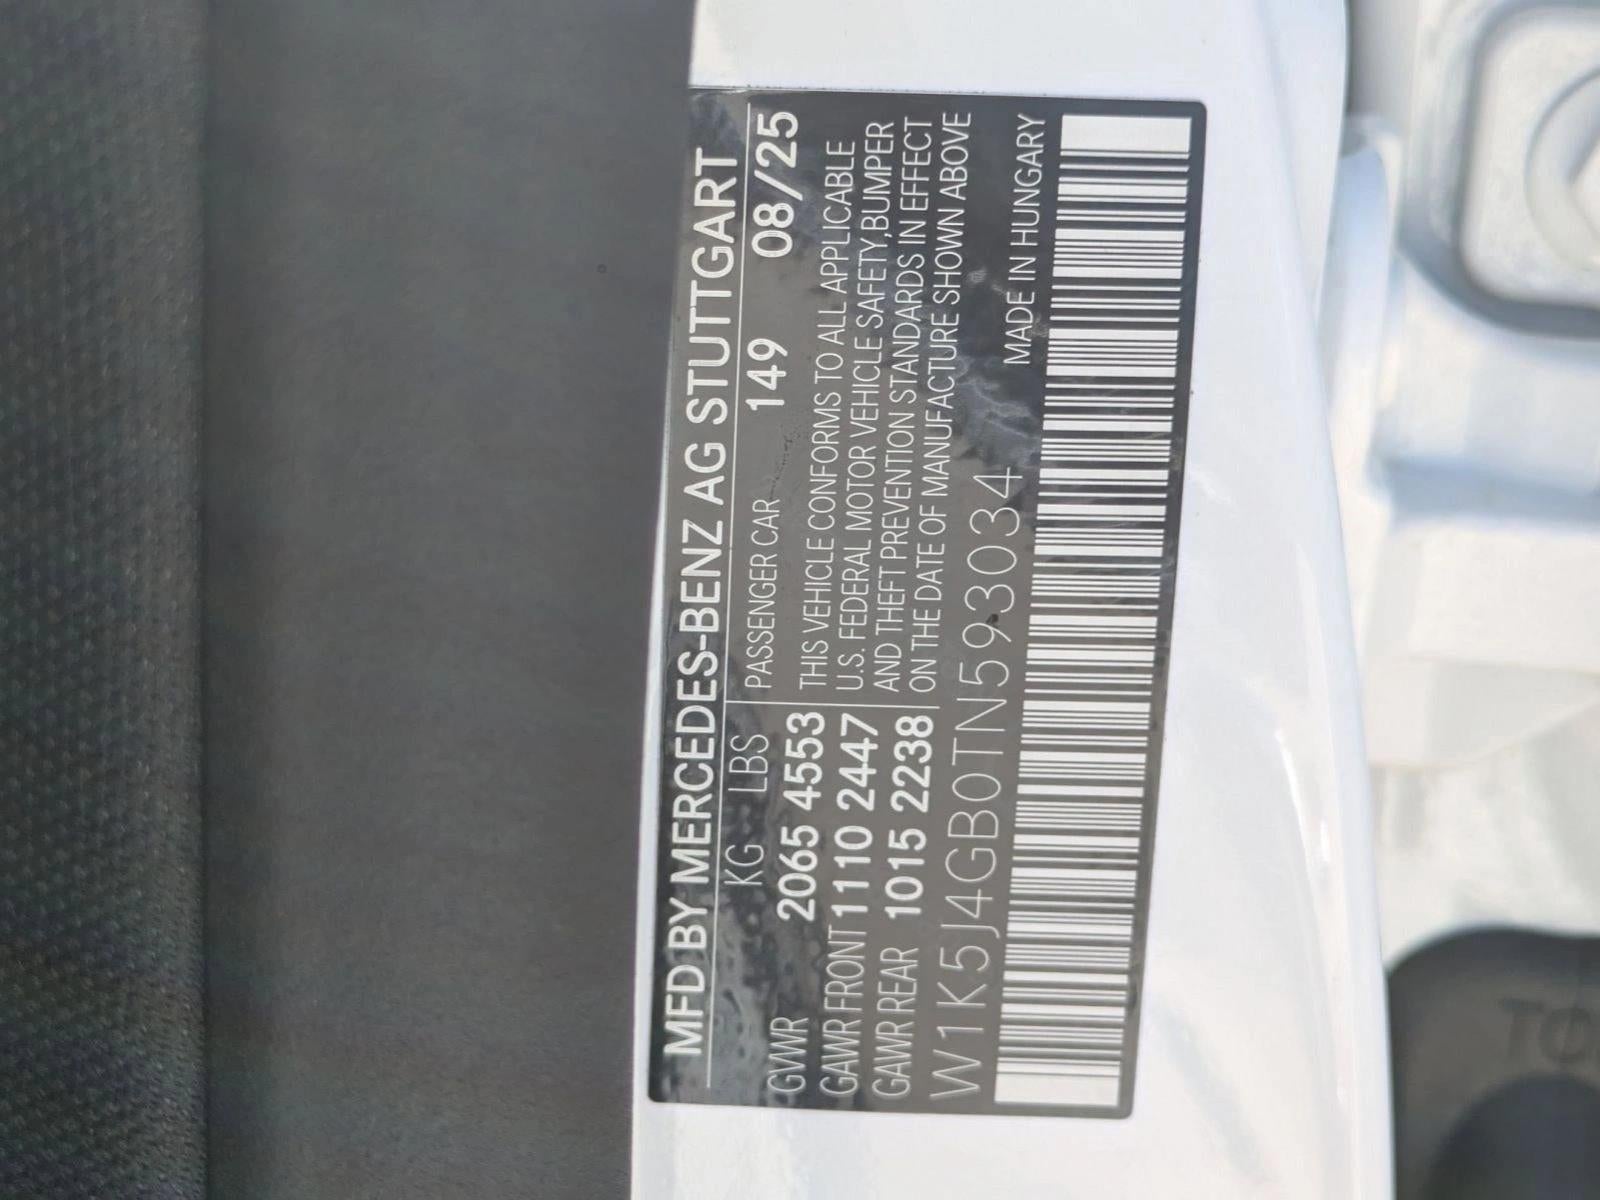 MFD BY MERCEDES-BENZ AG STUTTGART
KG LBS PASSENGER CAR 149 08/25
GVWR 2065 4553
GAWR FRONT 1110 2447
GAWR REAR 1015 2238
THIS VEHICLE CONFORMS TO ALL APPLICABLE
U.S. FEDERAL MOTOR VEHICLE SAFETY,BUMPER
AND THEFT PREVENTION STANDARDS IN EFFECT
ON THE DATE OF MANUFACTURE SHOWN ABOVE
W1K5J4GB0TN593034
MADE IN HUNGARY